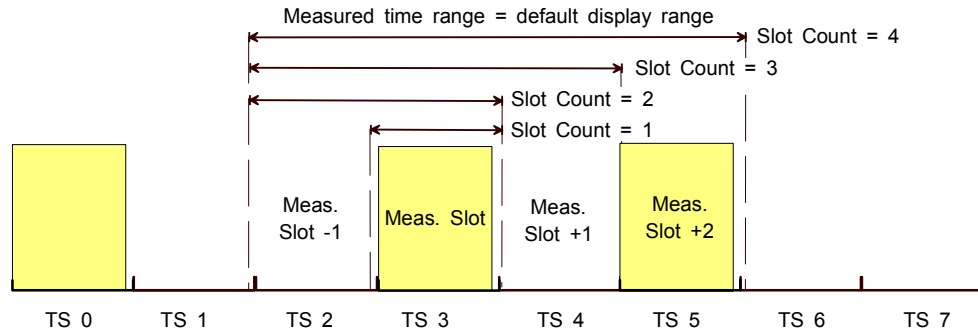 Measured time range = default display range
Slot Count = 4
Slot Count = 3
Slot Count = 2
Slot Count = 1
Meas.
Slot -1
Meas. Slot
Meas.
Slot +1
Meas.
Slot +2
TS 0 TS 1 TS 2 TS 3 TS 4 TS 5 TS 6 TS 7